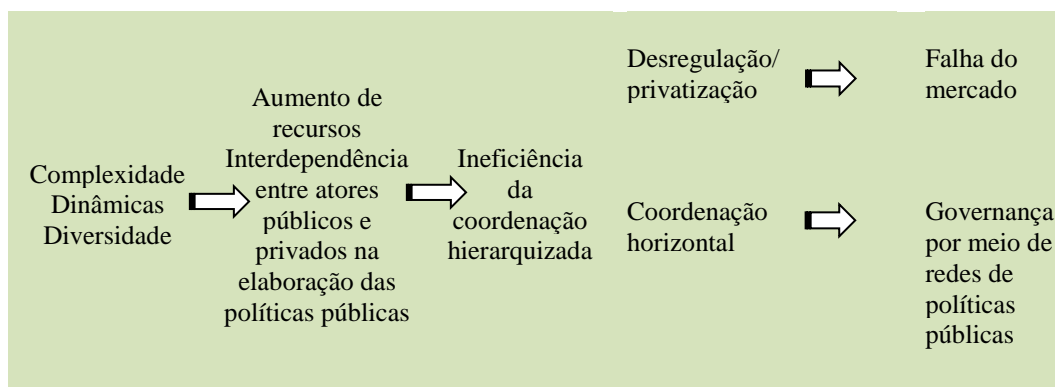 Complexidade
Dinâmicas
Diversidade
Aumento de
recursos
Interdependência
entre atores
públicos e
privados na
elaboração das
políticas públicas
Ineficiência
da
coordenação
hierarquizada
Desregulação/
privatização
Falha do
mercado
Coordenação
horizontal
Governança
por meio de
redes de
políticas
públicas